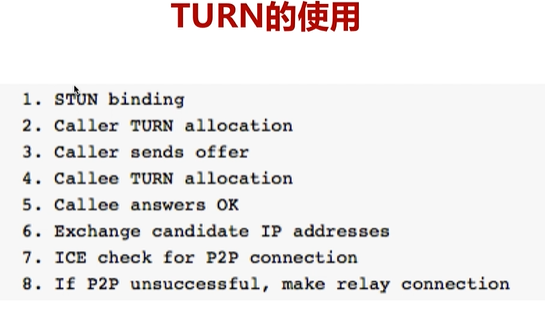 TURN的使用
1. STUN binding
2. Caller TURN allocation
3. Caller sends offer
4. Callee TURN allocation
5. Callee answers OK
6. Exchange candidate IP addresses
7. ICE check for P2P connection
8. If P2P unsuccessful, make relay connection